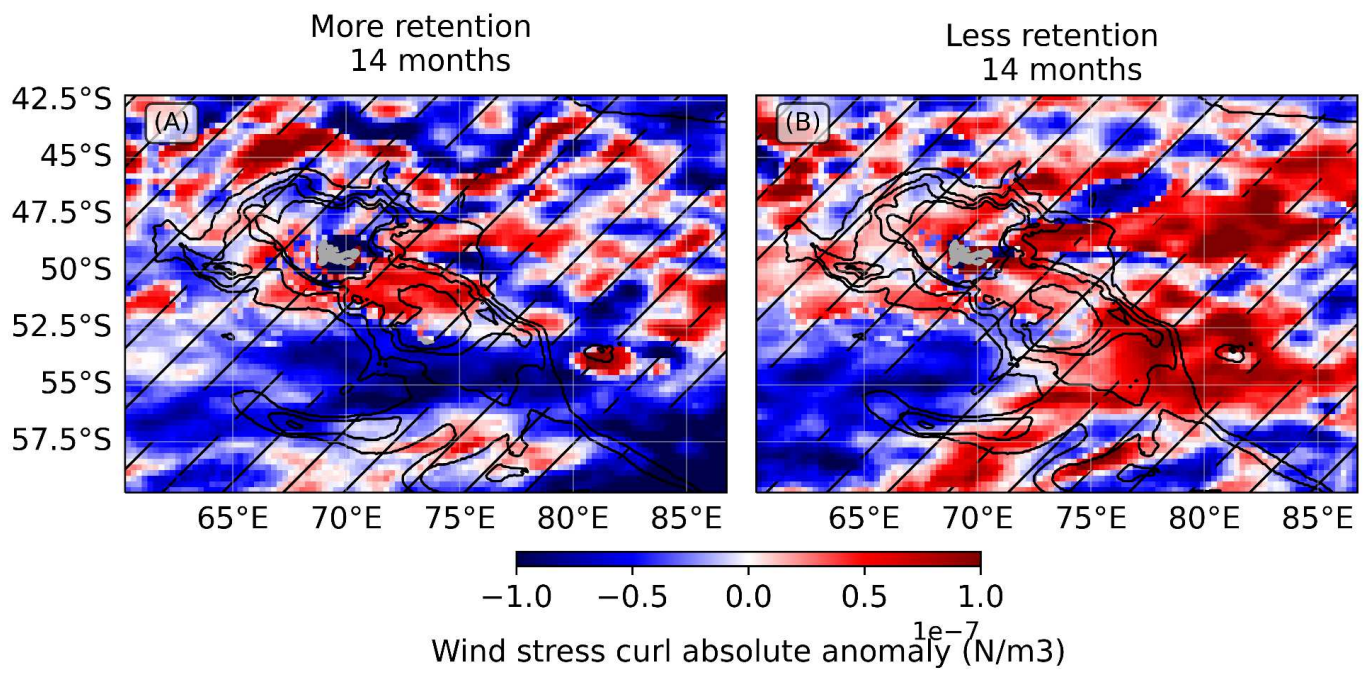 More retention
14 months
Less retention
14 months
(A)
(B)
42.5°S
45°S
47.5°S
50°S
52.5°S
55°S
57.5°S
65°E 70°E 75°E 80°E 85°E
65°E 70°E 75°E 80°E 85°E
−1.0 −0.5 0.0 0.5 1.0
1e−7
Wind stress curl absolute anomaly (N/m3)